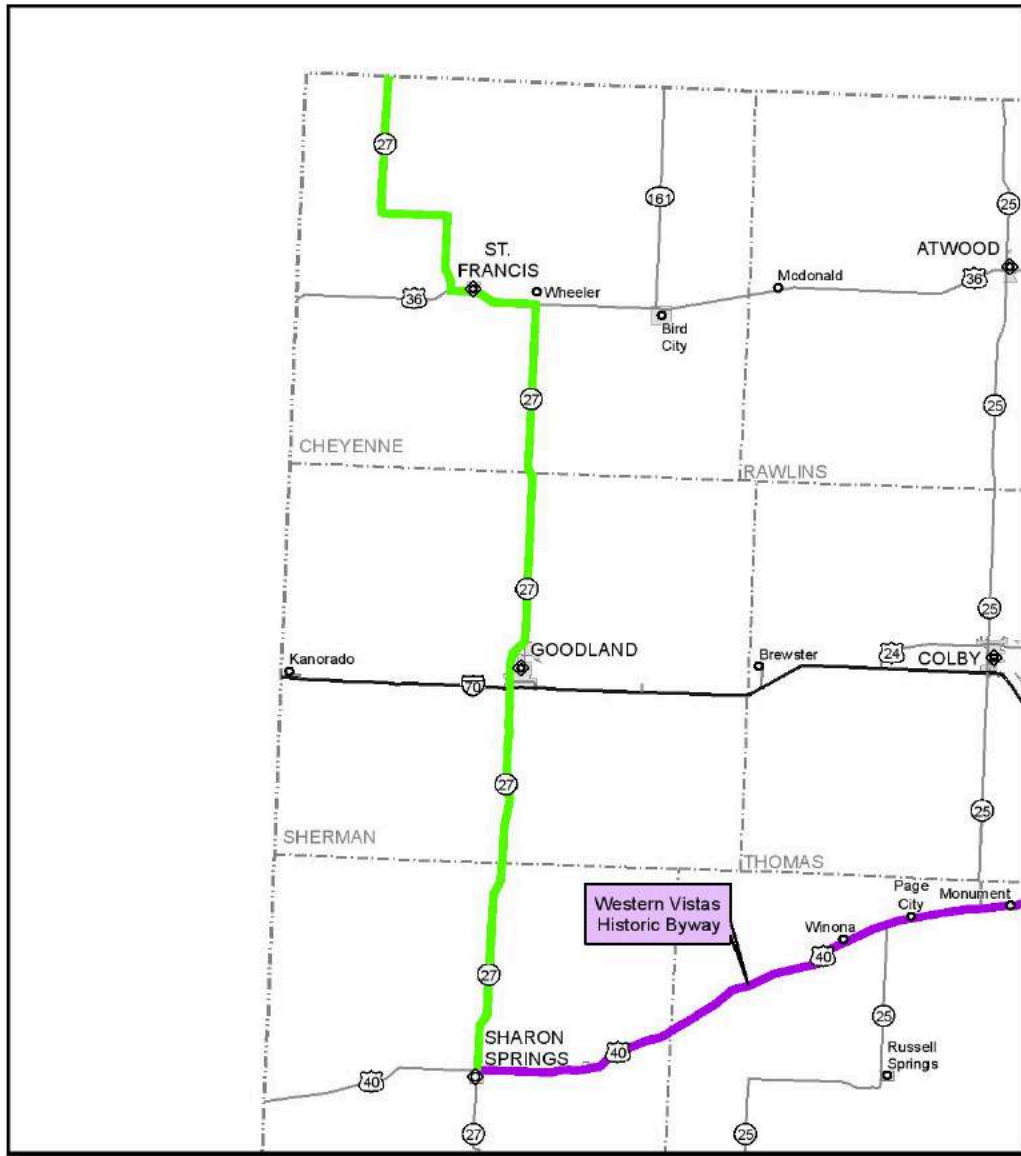 27
161
25
ST.
FRANCIS
ATWOOD
36
Wheeler
Mcdonald
36
Bird
City
27
25
CHEYENNE
RAWLINS
27
25
Kanorado
GOODLAND
Brewster
24
COLBY
70
27
25
SHERMAN
THOMAS
Western Vistas
Historic Byway
Page
City
Monument
Winona
40
27
25
SHARON
SPRINGS
40
Russell
Springs
40
27
25